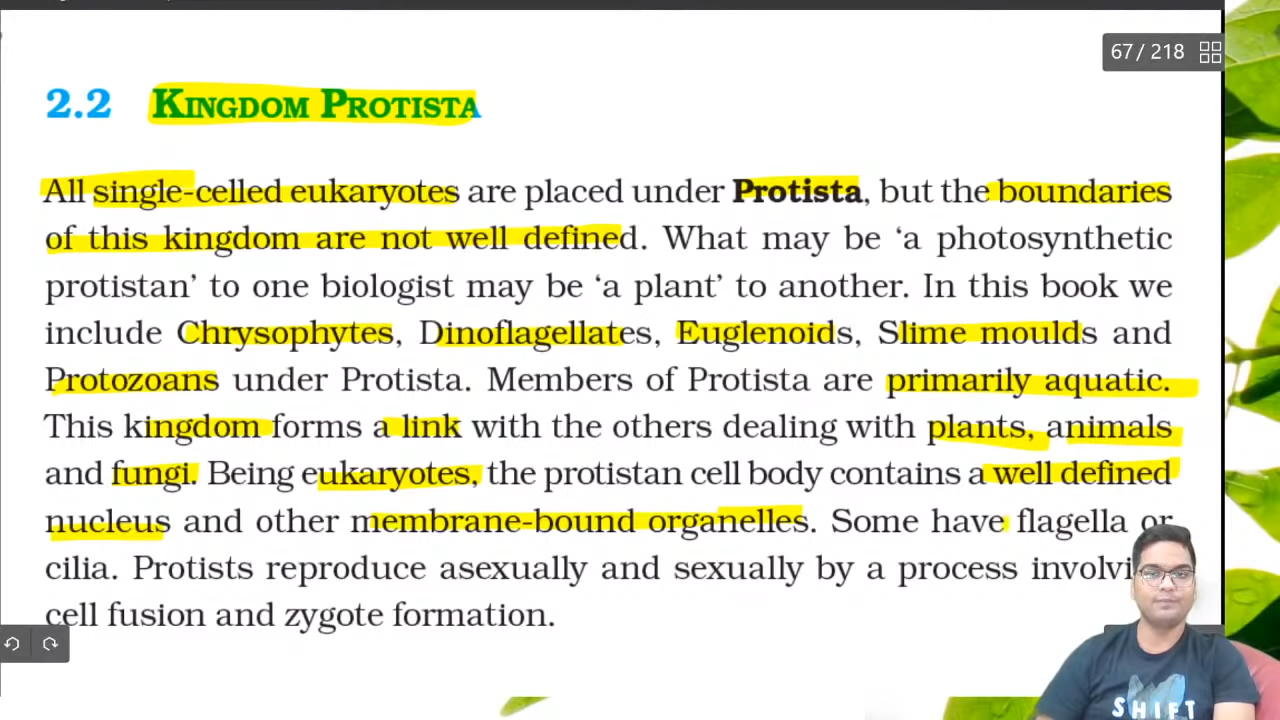 67 / 218
2.2 KINGDOM PROTISTA
All single-celled eukaryotes are placed under Protista, but the boundaries
of this kingdom are not well defined. What may be ‘a photosynthetic
protistan’ to one biologist may be ‘a plant’ to another. In this book we
include Chrysophytes, Dinoflagellates, Euglenoids, Slime moulds and
Protozoans under Protista. Members of Protista are primarily aquatic.
This kingdom forms a link with the others dealing with plants, animals
and fungi. Being eukaryotes, the protistan cell body contains a well defined
nucleus and other membrane-bound organelles. Some have flagella or
cilia. Protists reproduce asexually and sexually by a process involvi
cell fusion and zygote formation.
SHIFT